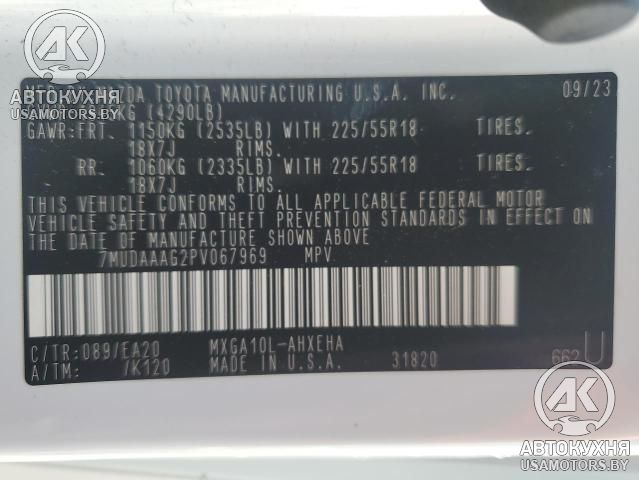 АК
АВТОКУХНЯ
USAMOTORS.BY
TOYOTA MANUFACTURING U.S.A. INC. 09/23
(4290LB)
GAWR:FRT. 1150KG (2535LB) WITH 225/55R18 TIRES.
18X7J RIMS.
RR. 1060KG (2335LB) WITH 225/55R18 TIRES.
18X7J RIMS.
THIS VEHICLE CONFORMS TO ALL APPLICABLE FEDERAL MOTOR
VEHICLE SAFETY AND THEFT PREVENTION STANDARDS IN EFFECT ON
THE DATE OF MANUFACTURE SHOWN ABOVE
7MUDAAAG2PV067969 MPV.
C/TR:089/EA20 MXGA10L-AHXEHA
A/TM: /K120 MADE IN U.S.A. 31820 662 U
АК
АВТОКУХНЯ
USAMOTORS.BY